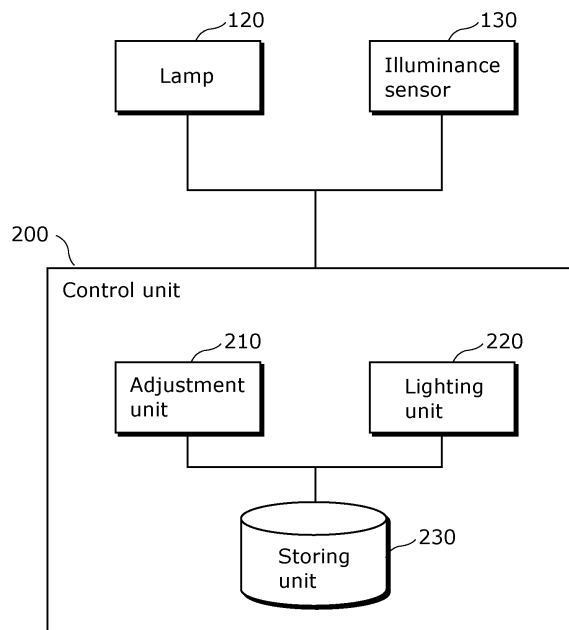 120
130
Lamp
Illuminance
sensor
200
Control unit
210
220
Adjustment
unit
Lighting
unit
230
Storing
unit